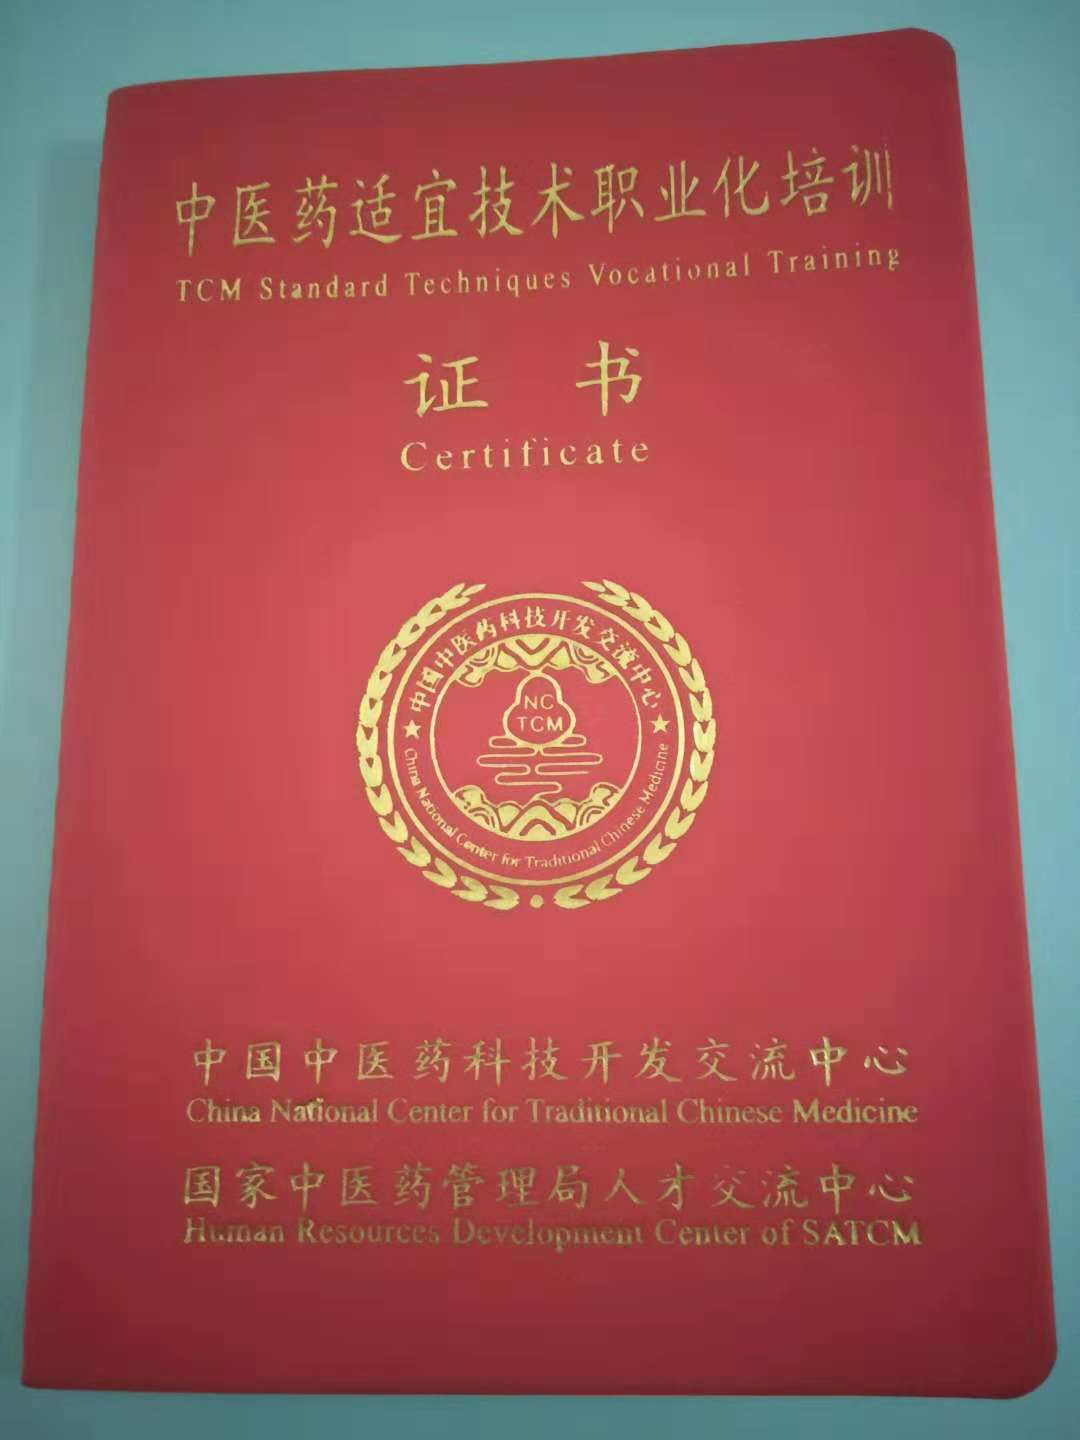 中医药适宜技术职业化培训
TCM Standard Techniques Vocational Training
证 书
Certificate
中国中医药科技开发交流中心
NC
TCM
China National Center for Traditional Chinese Medicine
中国中医药科技开发交流中心
China National Center for Traditional Chinese Medicine
国家中医药管理局人才交流中心
Human Resources Development Center of SATCM